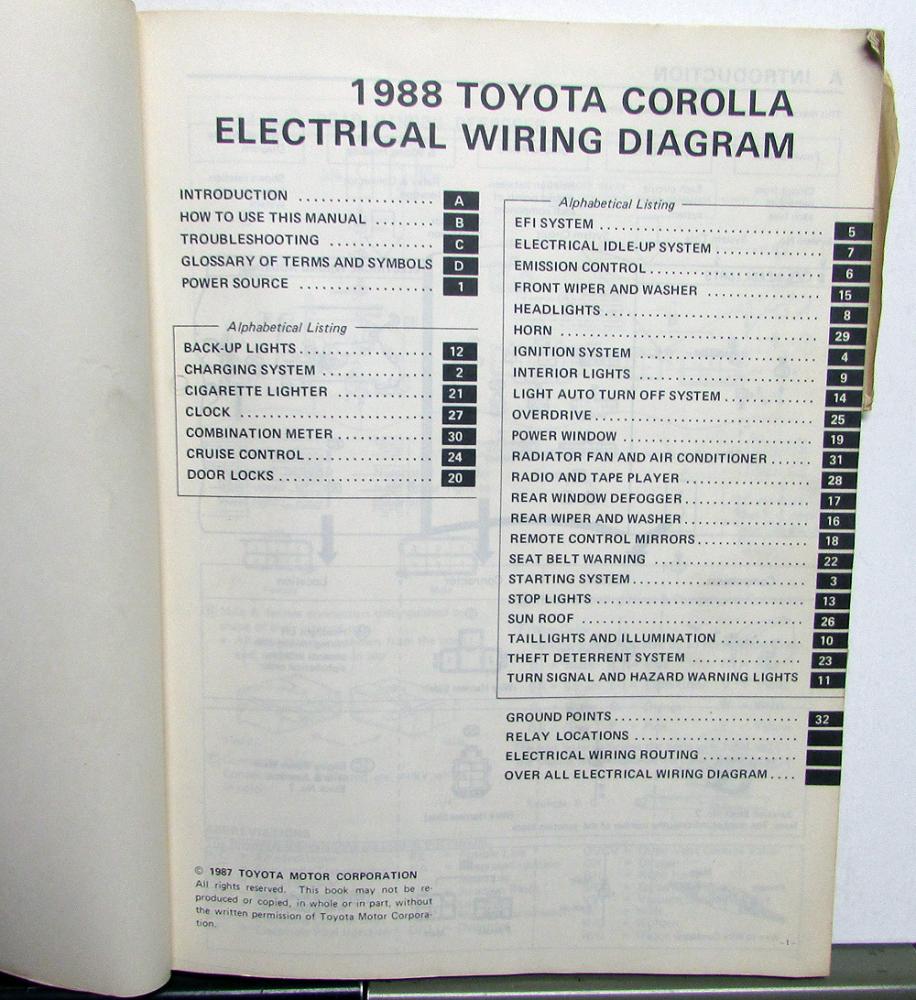 1988 TOYOTA COROLLA
ELECTRICAL WIRING DIAGRAM
INTRODUCTION .................... A
HOW TO USE THIS MANUAL .......... B
TROUBLESHOOTING ................ C
GLOSSARY OF TERMS AND SYMBOLS D
POWER SOURCE .................... 1
Alphabetical Listing
BACK-UP LIGHTS.................. 12
CHARGING SYSTEM ................ 2
CIGARETTE LIGHTER .............. 21
CLOCK .......................... 27
COMBINATION METER .............. 30
CRUISE CONTROL.................. 24
DOOR LOCKS ..................... 20
© 1987 TOYOTA MOTOR CORPORATION
All rights reserved. This book may not be re-
produced or copied, in whole or in part, without
the written permission of Toyota Motor Corpora-
tion.
Alphabetical Listing
EFI SYSTEM ..................... 5
ELECTRICAL IDLE-UP SYSTEM ...... 7
EMISSION CONTROL................ 6
FRONT WIPER AND WASHER ......... 15
HEADLIGHTS...................... 8
HORN ........................... 29
IGNITION SYSTEM ................ 4
INTERIOR LIGHTS ................ 9
LIGHT AUTO TURN OFF SYSTEM ..... 14
OVERDRIVE....................... 25
POWER WINDOW ................... 19
RADIATOR FAN AND AIR CONDITIONER ...... 31
RADIO AND TAPE PLAYER .......... 28
REAR WINDOW DEFOGGER ........... 17
REAR WIPER AND WASHER........... 16
REMOTE CONTROL MIRRORS.......... 18
SEAT BELT WARNING .............. 22
STARTING SYSTEM................. 3
STOP LIGHTS .................... 13
SUN ROOF ....................... 26
TAILLIGHTS AND ILLUMINATION .... 10
THEFT DETERRENT SYSTEM ......... 23
TURN SIGNAL AND HAZARD WARNING LIGHTS 11
GROUND POINTS................... 32
RELAY LOCATIONS ................
ELECTRICAL WIRING ROUTING ......
OVER ALL ELECTRICAL WIRING DIAGRAM....
-1-